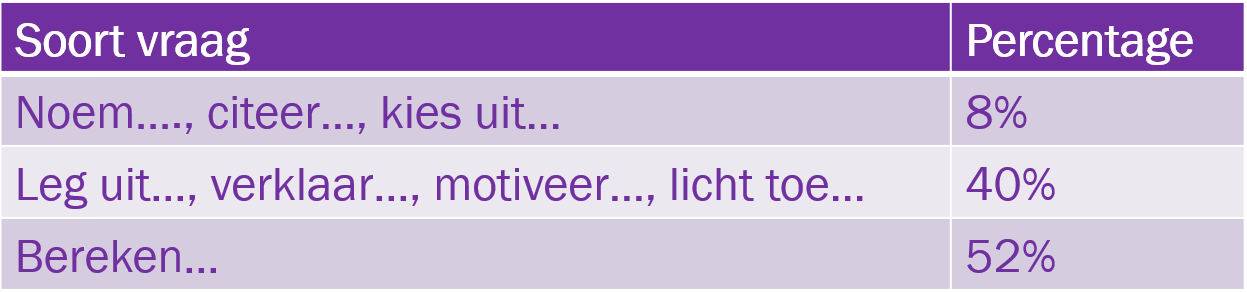 Soort vraag Percentage
Noem...., citeer..., kies uit... 8%
Leg uit..., verklaar..., motiveer..., licht toe... 40%
Bereken... 52%